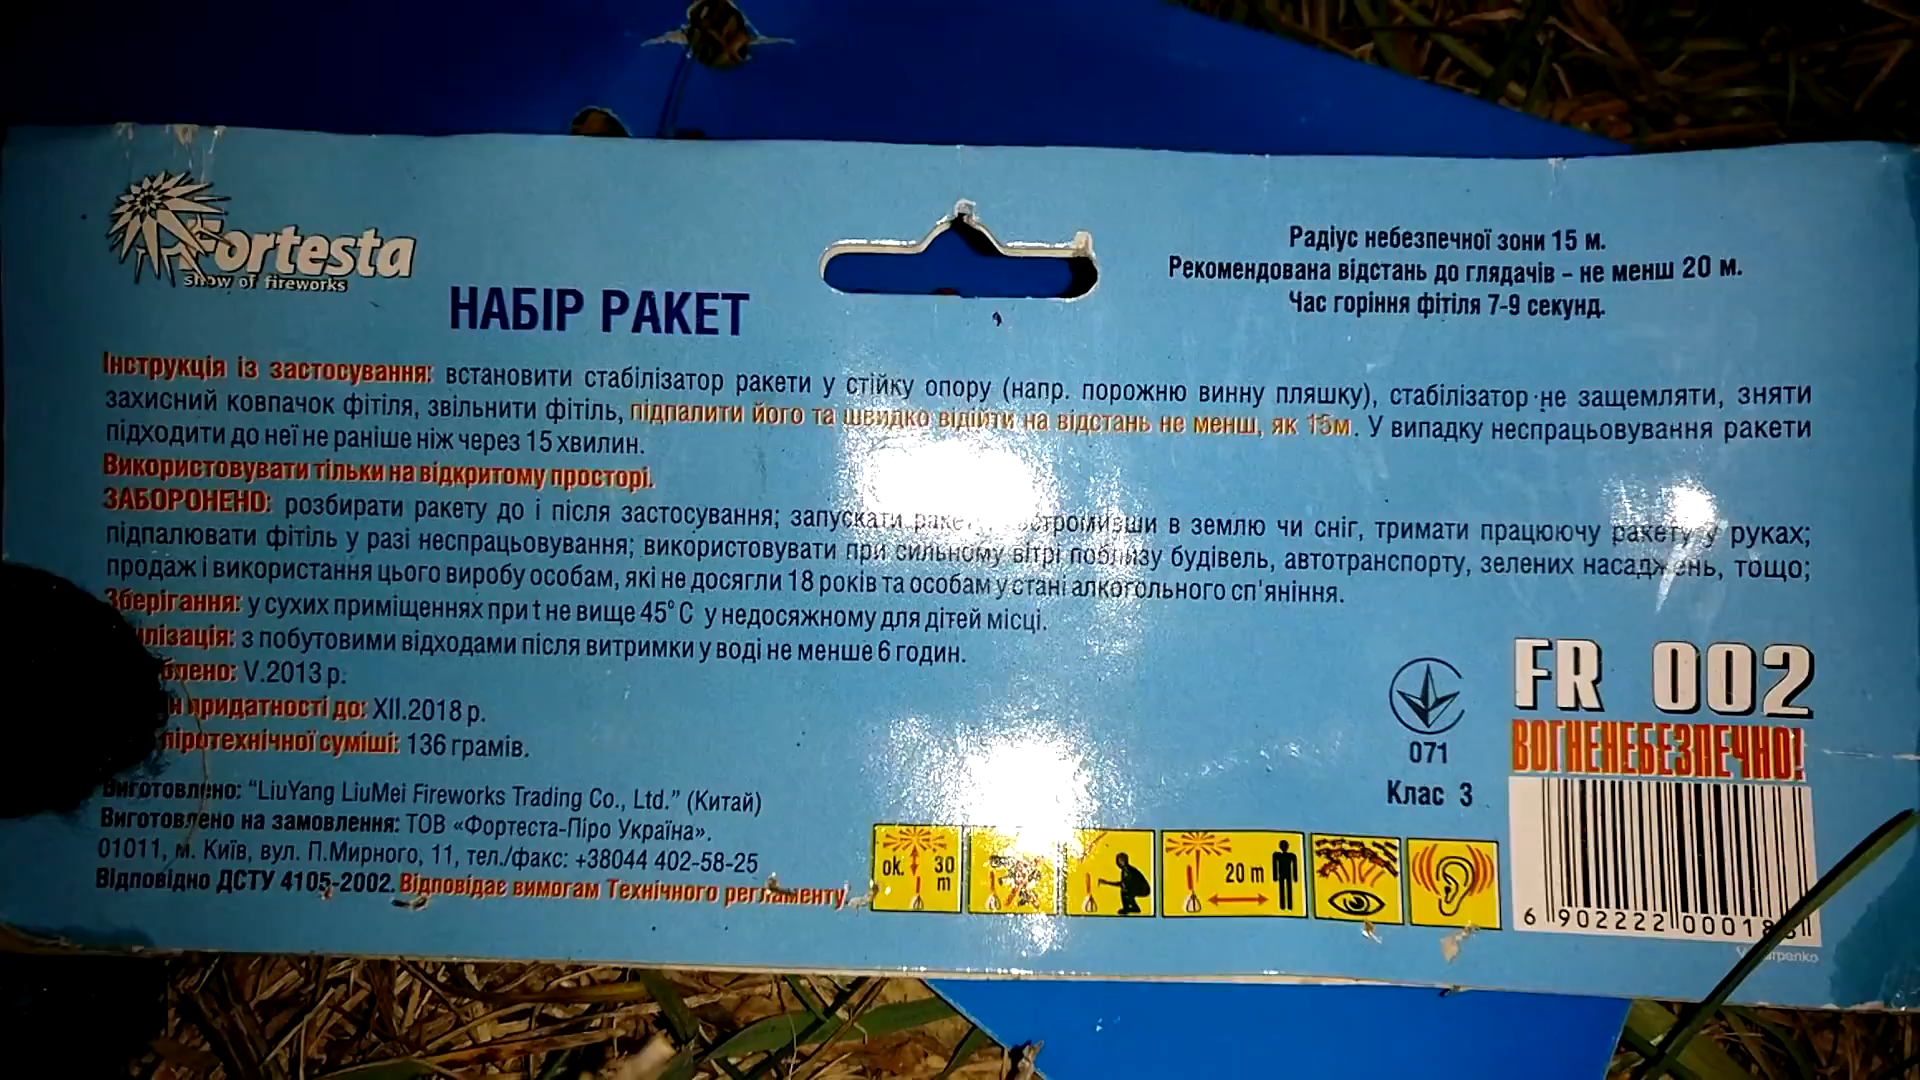 Fortesta
show of fireworks
НАБІР РАКЕТ
Радіус небезпечної зони 15 м.
Рекомендована відстань до глядачів – не менш 20 м.
Час горіння фітіля 7-9 секунд.
Інструкція із застосування: встановити стабілізатор ракети у стійку опору (напр. порожню винну пляшку), стабілізатор не защемляти, зняти
захисний ковпачок фітіля, звільнити фітіль, підпалити його та швидко відійти на відстань не менш, як 15м. У випадку неспрацьовування ракети
підходити до неї не раніше ніж через 15 хвилин.
Використовувати тільки на відкритому просторі.
ЗАБОРОНЕНО: розбирати ракету до і після застосування; запускати в землю чи сніг, тримати працюючу ракету у руках;
підпалювати фітіль у разі неспрацьовування; використовувати при сильному вітрі поблизу будівель, автотранспорту, зелених насаджень, тощо;
продаж і використання цього виробу особам, які не досягли 18 років та особам у стані алкогольного сп'яніння.
Зберігання: у сухих приміщеннях при t не вище 45°С у недосяжному для дітей місці.
з побутовими відходами після витримки у воді не менше 6 годин.
V.2013 р.
придатності до: XII.2018 р.
піротехнічної суміші: 136 грамів.
Виготовлено: “LiuYang LiuMei Fireworks Trading Co., Ltd.” (Китай)
Виготовлено на замовлення: ТОВ «Фортеста-Піро Україна».
01011, м. Київ, вул. П.Мирного, 11, тел./факс: +38044 402-58-25
Відповідно ДСТУ 4105-2002. Відповідає вимогам Технічного регламенту.
ok. 30 m
20 m
071
Клас 3
FR 002
ВОГНЕНЕБЕЗПЕЧНО!
6 902222 00018